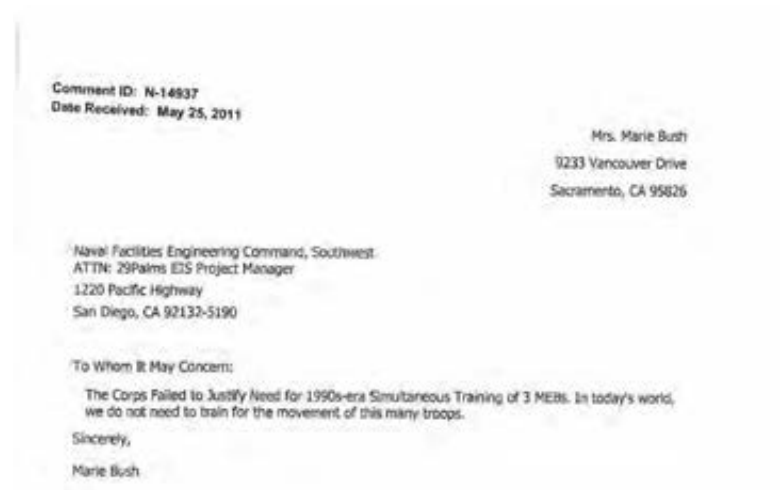 Comment ID: N-14937
Date Received: May 25, 2011
Mrs. Marie Bush
9233 Vancouver Drive
Sacramento, CA 95826
Naval Facilities Engineering Command, Southwest
ATTN: 29Palms EIS Project Manager
1220 Pacific Highway
San Diego, CA 92132-5190
To Whom It May Concern:
The Corps Failed to Justify Need for 1990s-era Simultaneous Training of 3 MEBs. In today's world,
we do not need to train for the movement of this many troops.
Sincerely,
Marie Bush